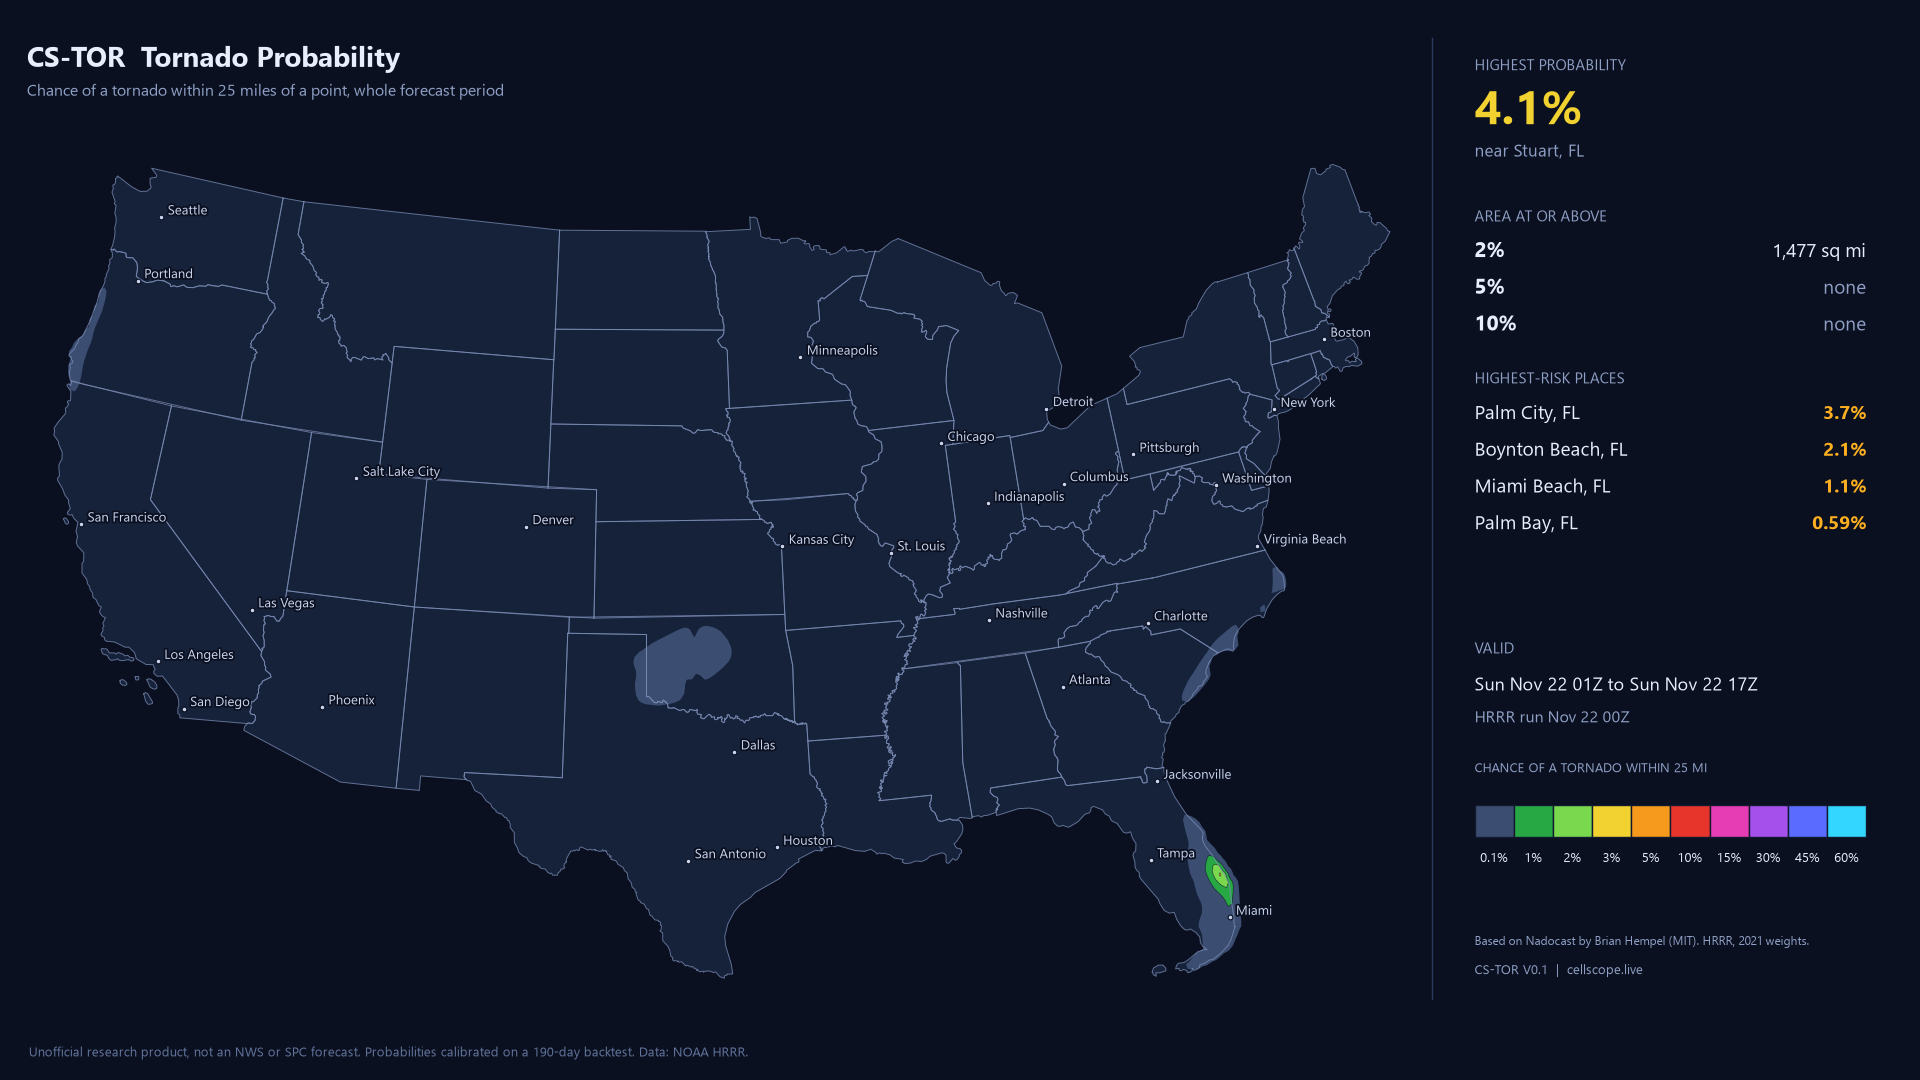 CS-TOR  Tornado Probability
Chance of a tornado within 25 miles of a point, whole forecast period
Seattle
Portland
Minneapolis
Boston
Detroit
New York
Chicago
Pittsburgh
Salt Lake City
Columbus
Washington
Indianapolis
San Francisco
Denver
Kansas City
St. Louis
Virginia Beach
Las Vegas
Nashville
Charlotte
Los Angeles
Atlanta
San Diego
Phoenix
Dallas
Jacksonville
Houston
San Antonio
Tampa
Miami
HIGHEST PROBABILITY
4.1%
near Stuart, FL
AREA AT OR ABOVE
2% 1,477 sq mi
5% none
10% none
HIGHEST-RISK PLACES
Palm City, FL 3.7%
Boynton Beach, FL 2.1%
Miami Beach, FL 1.1%
Palm Bay, FL 0.59%
VALID
Sun Nov 22 01Z to Sun Nov 22 17Z
HRRR run Nov 22 00Z
CHANCE OF A TORNADO WITHIN 25 MI
0.1% 1% 2% 3% 5% 10% 15% 30% 45% 60%
Based on Nadocast by Brian Hempel (MIT). HRRR, 2021 weights.
CS-TOR V0.1 | cellscope.live
Unofficial research product, not an NWS or SPC forecast. Probabilities calibrated on a 190-day backtest. Data: NOAA HRRR.